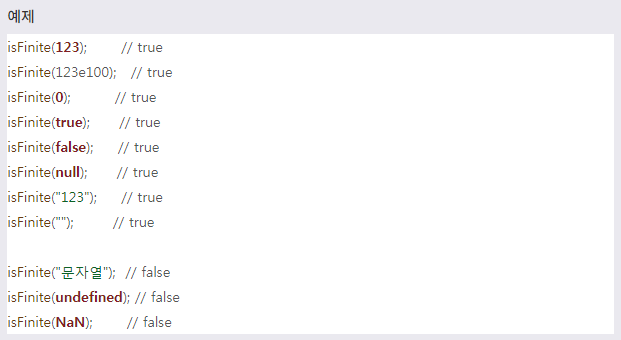 예제
isFinite(123); // true
isFinite(123e100); // true
isFinite(0); // true
isFinite(true); // true
isFinite(false); // true
isFinite(null); // true
isFinite("123"); // true
isFinite(""); // true
isFinite("문자열"); // false
isFinite(undefined); // false
isFinite(NaN); // false